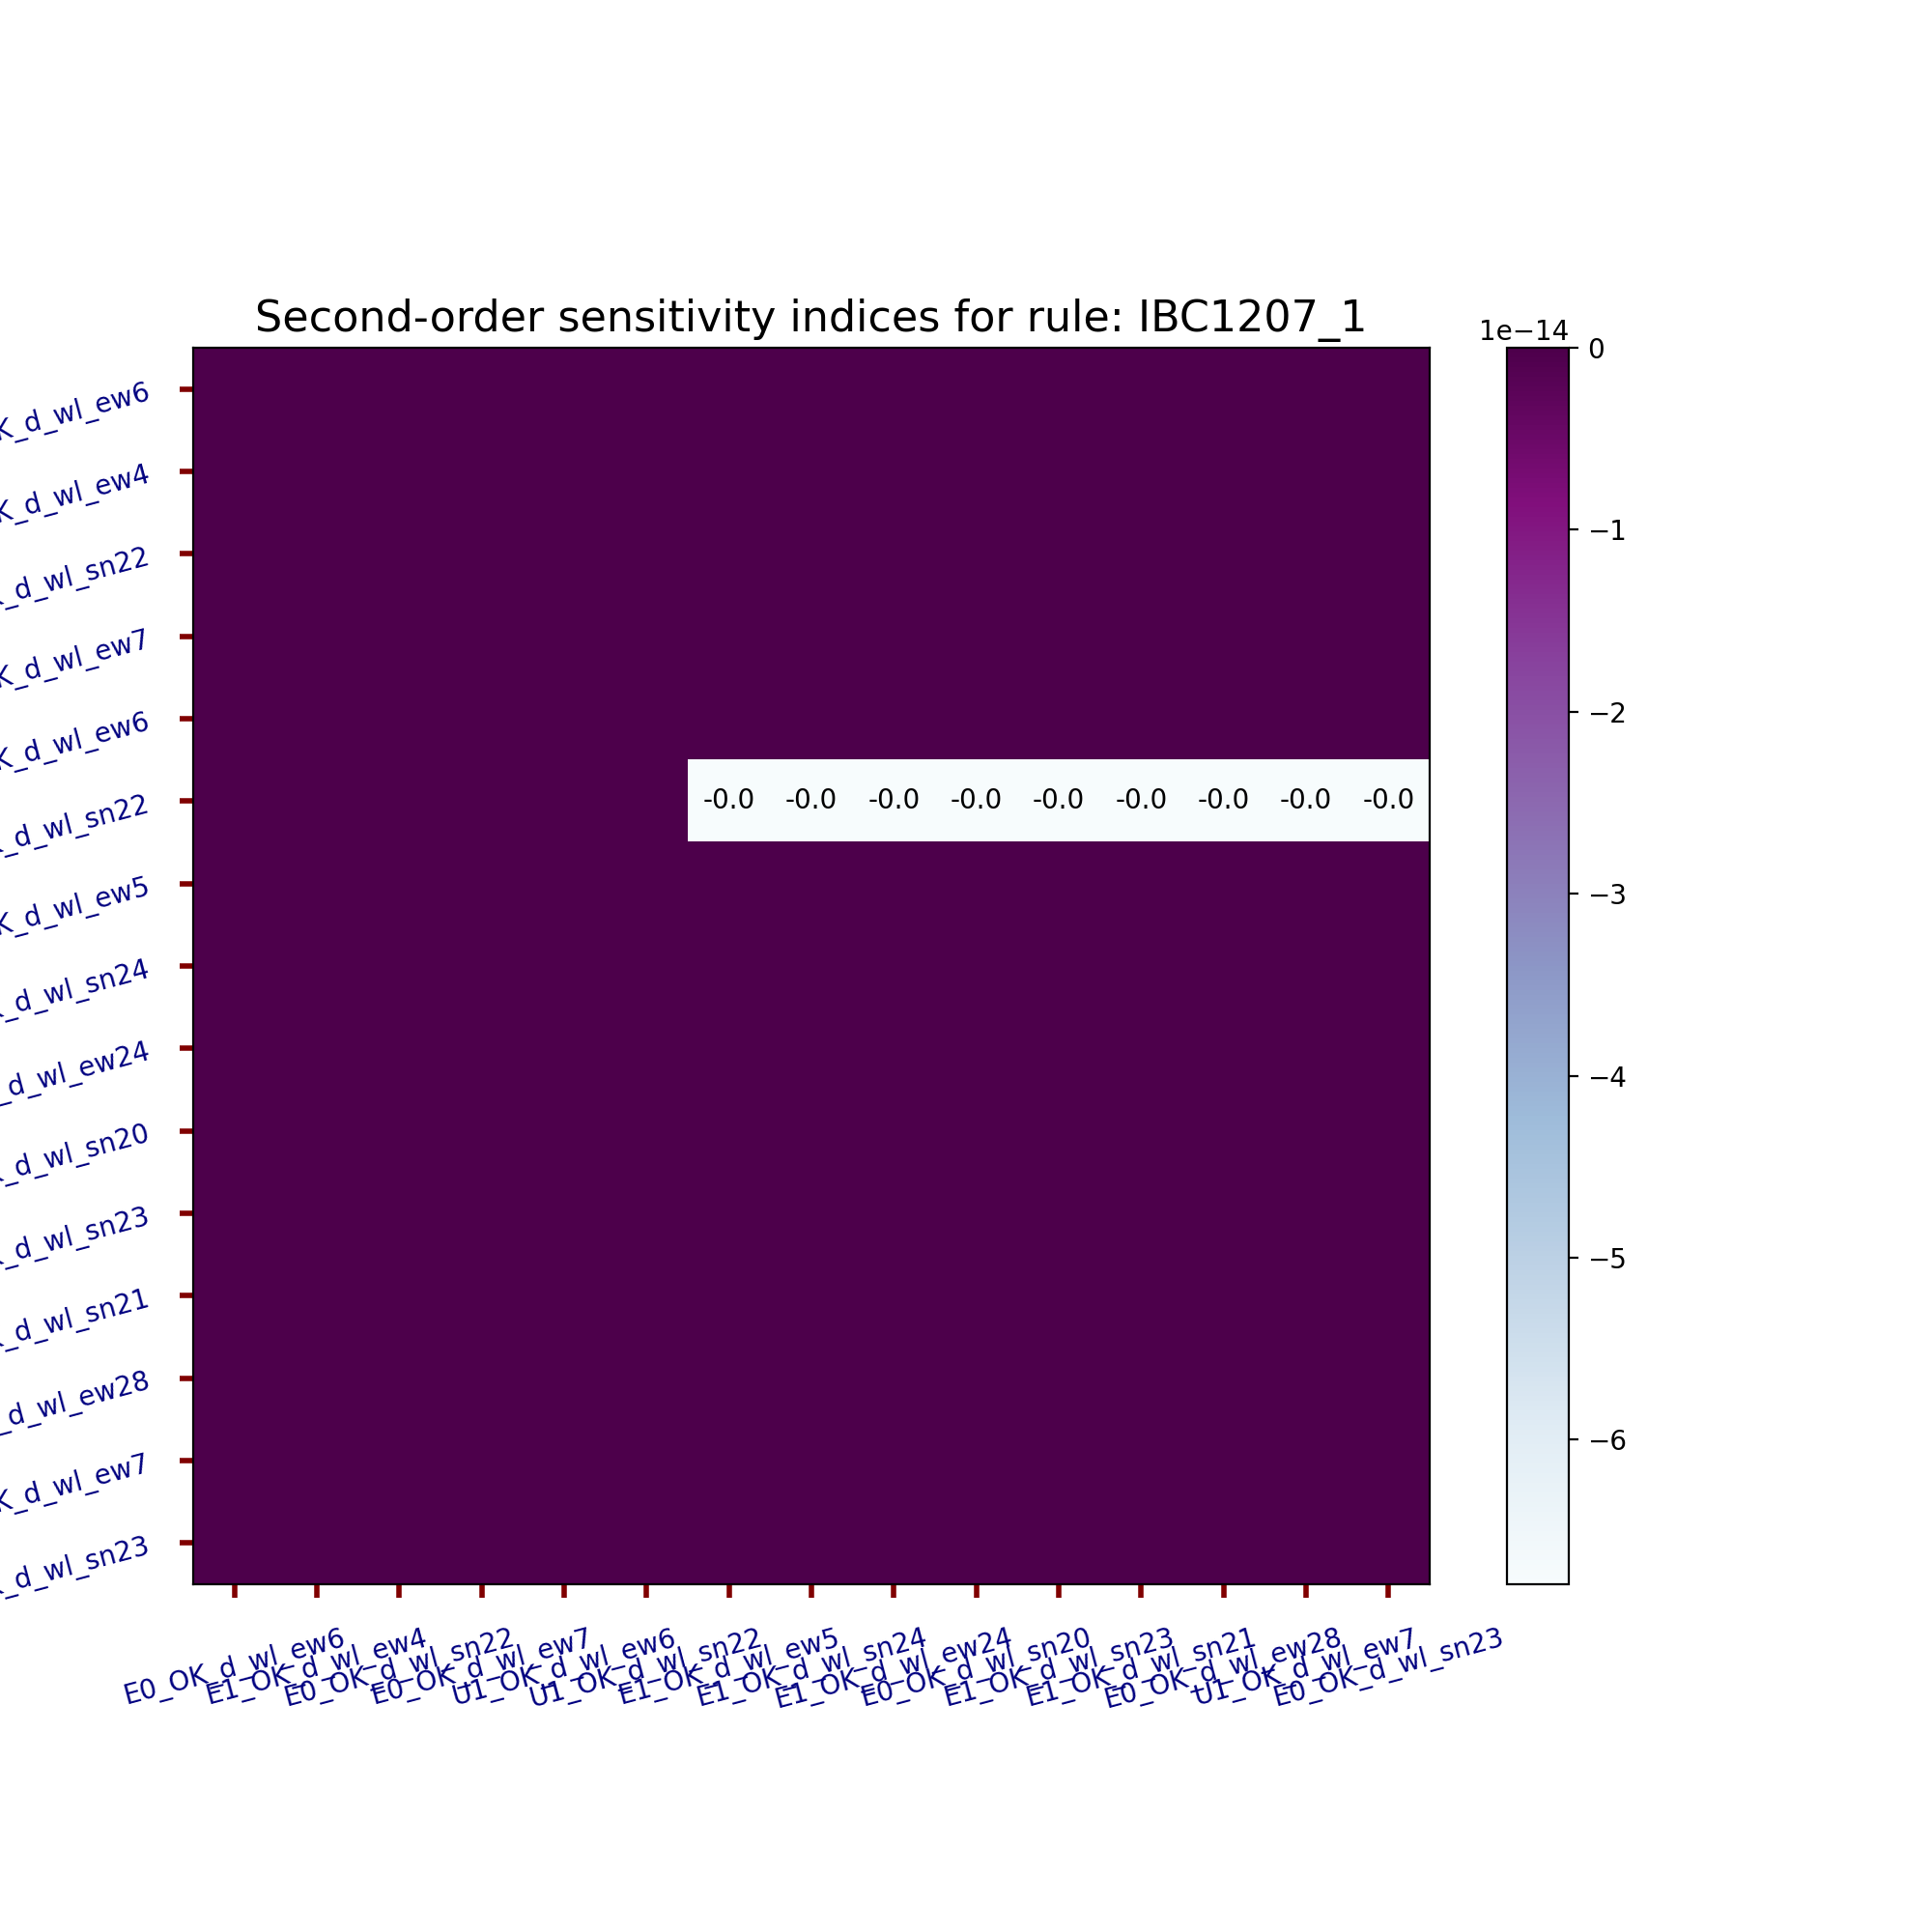 Second-order sensitivity indices for rule: IBC1207_1
K_d_wl_ew6
K_d_wl_ew4
_d_wl_sn22
K_d_wl_ew7
K_d_wl_ew6
_d_wl_sn22
K_d_wl_ew5
_d_wl_sn24
_d_wl_ew24
_d_wl_sn20
_d_wl_sn23
_d_wl_sn21
_d_wl_ew28
K_d_wl_ew7
_d_wl_sn23
-0.0 -0.0 -0.0 -0.0 -0.0 -0.0 -0.0 -0.0 -0.0
E0_OK_d_wl_ew6
E1_OK_d_wl_ew4
E0_OK_d_wl_sn22
E0_OK_d_wl_ew7
U1_OK_d_wl_ew6
U1_OK_d_wl_sn22
E1_OK_d_wl_ew5
E1_OK_d_wl_sn24
E1_OK_d_wl_ew24
E0_OK_d_wl_sn20
E1_OK_d_wl_sn23
E1_OK_d_wl_sn21
E0_OK_d_wl_ew28
U1_OK_d_wl_ew7
E0_OK_d_wl_sn23
1e−14
0
−1
−2
−3
−4
−5
−6